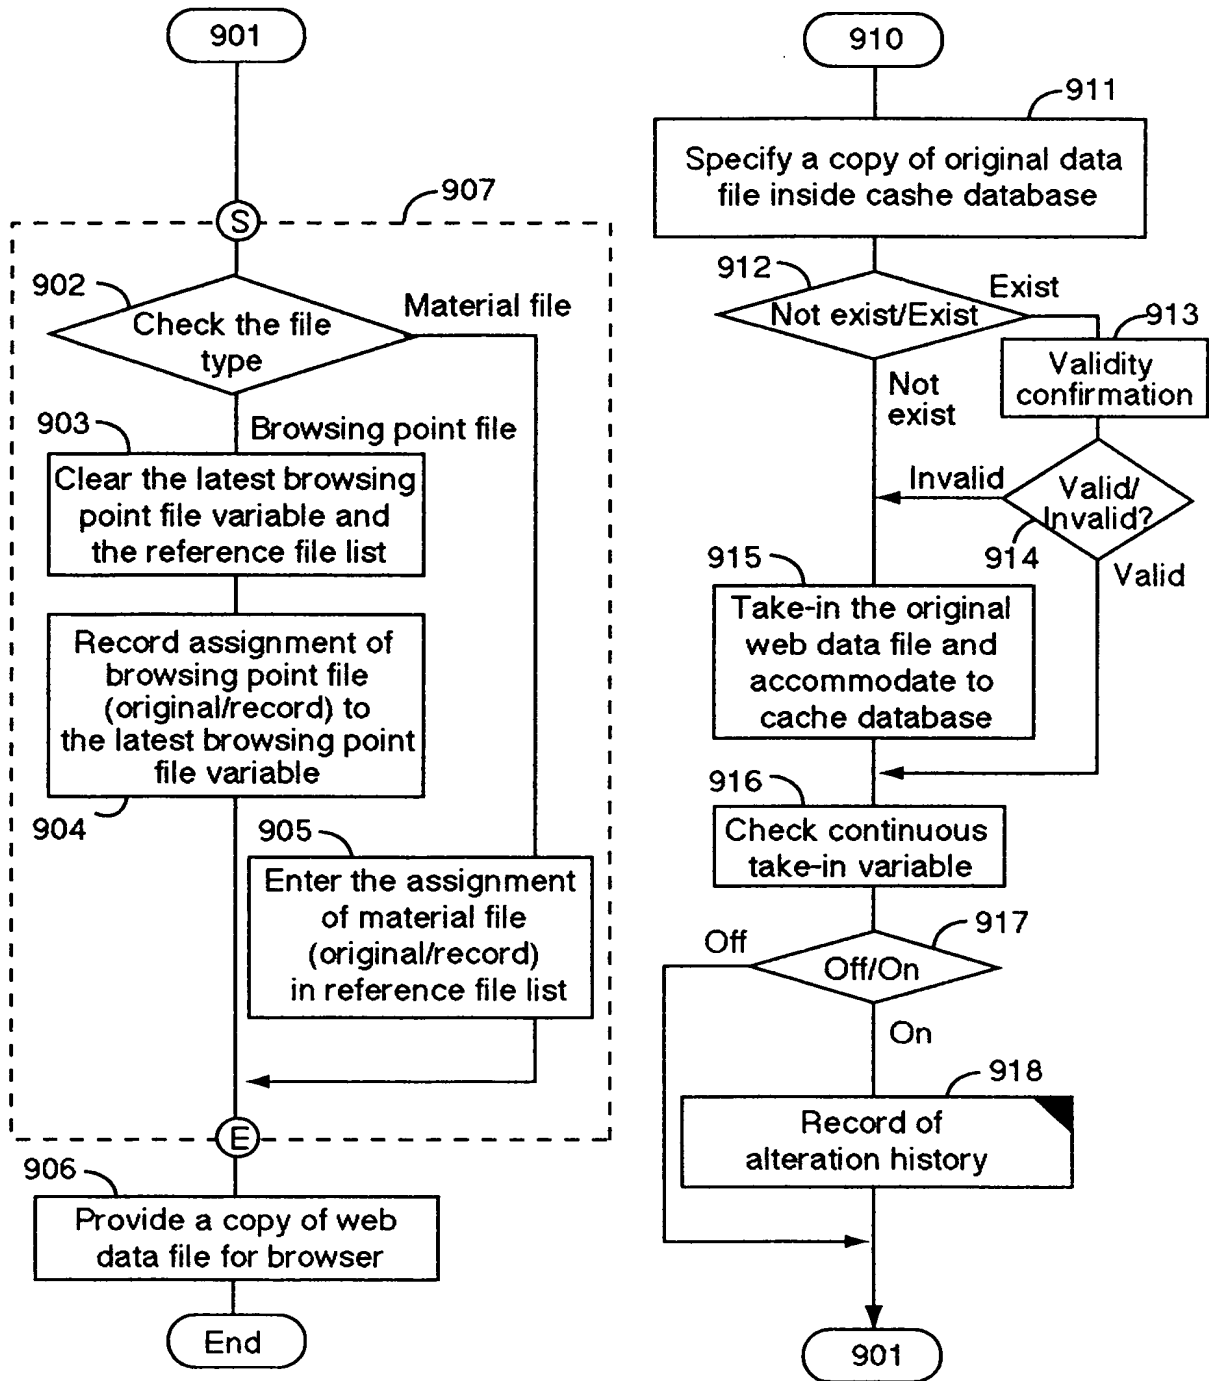 901
S
907
902
Check the file
type
Material file
Browsing point file
903
Clear the latest browsing
point file variable and
the reference file list
Record assignment of
browsing point file
(original/record) to
the latest browsing point
file variable
904
905
Enter the assignment
of material file
(original/record)
in reference file list
E
906
Provide a copy of web
data file for browser
End
910
911
Specify a copy of original data
file inside cashe database
912
Not exist/Exist
Exist
Not
exist
913
Validity
confirmation
Invalid
Valid/
Invalid?
914
Valid
915
Take-in the original
web data file and
accommodate to
cache database
916
Check continuous
take-in variable
917
Off
Off/On
On
918
Record of
alteration history
901